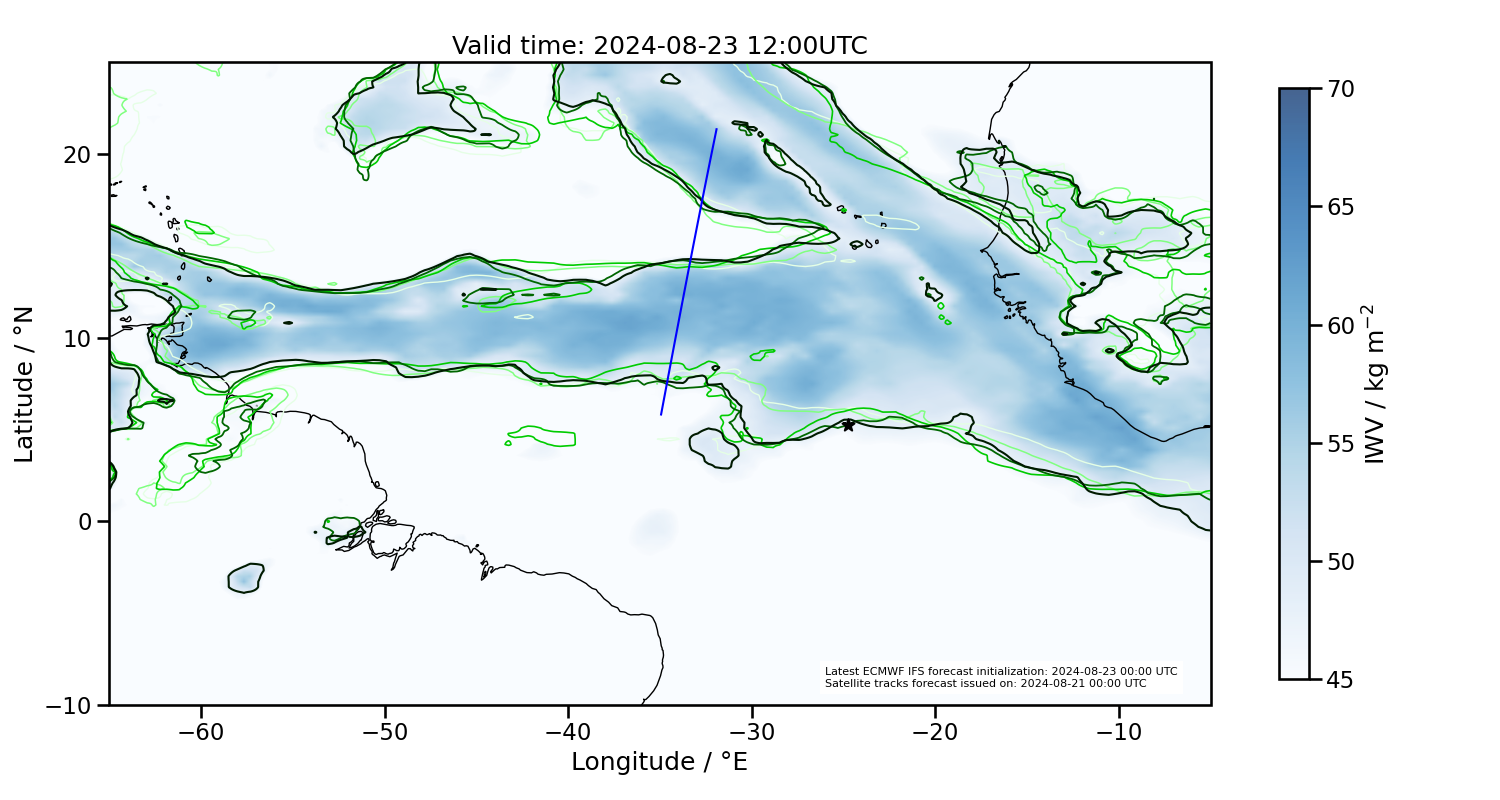 Valid time: 2024-08-23 12:00UTC
Latitude / °N
20
10
0
−10
−60
−50
−40
−30
−20
−10
Longitude / °E
Latest ECMWF IFS forecast initialization: 2024-08-23 00:00 UTC
Satellite tracks forecast issued on: 2024-08-21 00:00 UTC
70
65
60
55
50
45
IWV / kg m⁻²